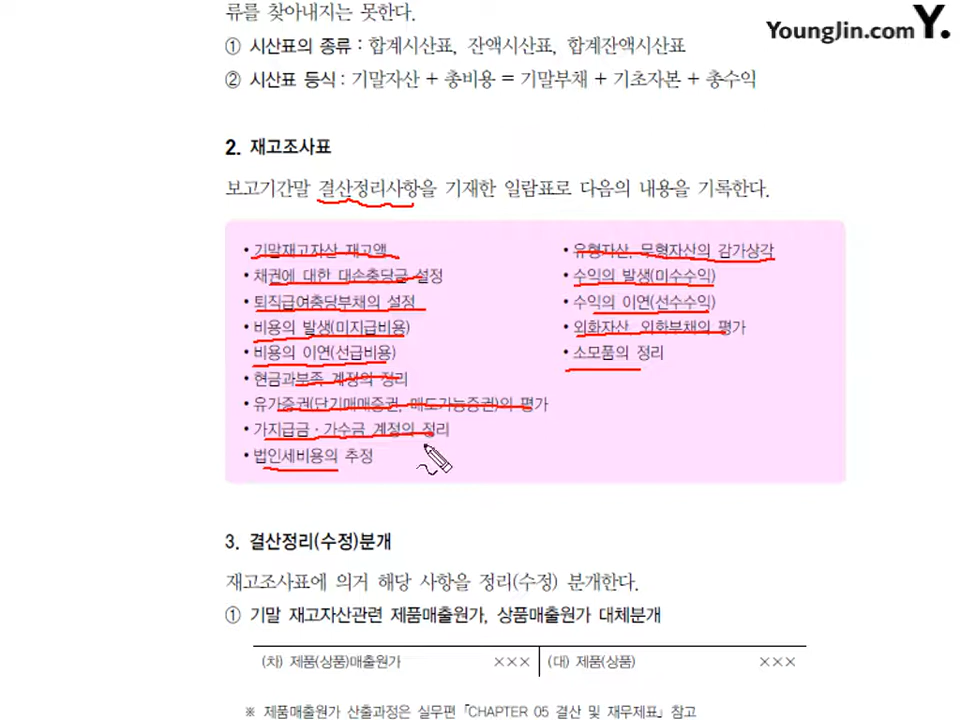 류를 찾아내지는 못한다.
YoungJin.com Y.
① 시산표의 종류 : 합계시산표, 잔액시산표, 합계잔액시산표
② 시산표 등식 : 기말자산 + 총비용 = 기말부채 + 기초자본 + 총수익
2. 재고조사표
보고기간말 결산정리사항을 기재한 일람표로 다음의 내용을 기록한다.
• 기말재고자산 재고액
• 채권에 대한 대손충당금 설정
• 퇴직급여충당부채의 설정
• 비용의 발생(미지급비용)
• 비용의 이연(선급비용)
• 현금과부족 계정의 정리
• 유가증권(단기매매증권, 매도가능증권)의 평가
• 가지급금 · 가수금 계정의 정리
• 법인세비용의 추정
• 유형자산, 무형자산의 감가상각
• 수익의 발생(미수수익)
• 수익의 이연(선수수익)
• 외화자산, 외화부채의 평가
• 소모품의 정리
3. 결산정리(수정)분개
재고조사표에 의거 해당 사항을 정리(수정) 분개한다.
① 기말 재고자산관련 제품매출원가, 상품매출원가 대체분개
(차) 제품(상품)매출원가 ××× (대) 제품(상품) ×××
※ 제품매출원가 산출과정은 실무편 「CHAPTER 05 결산 및 재무제표」 참고